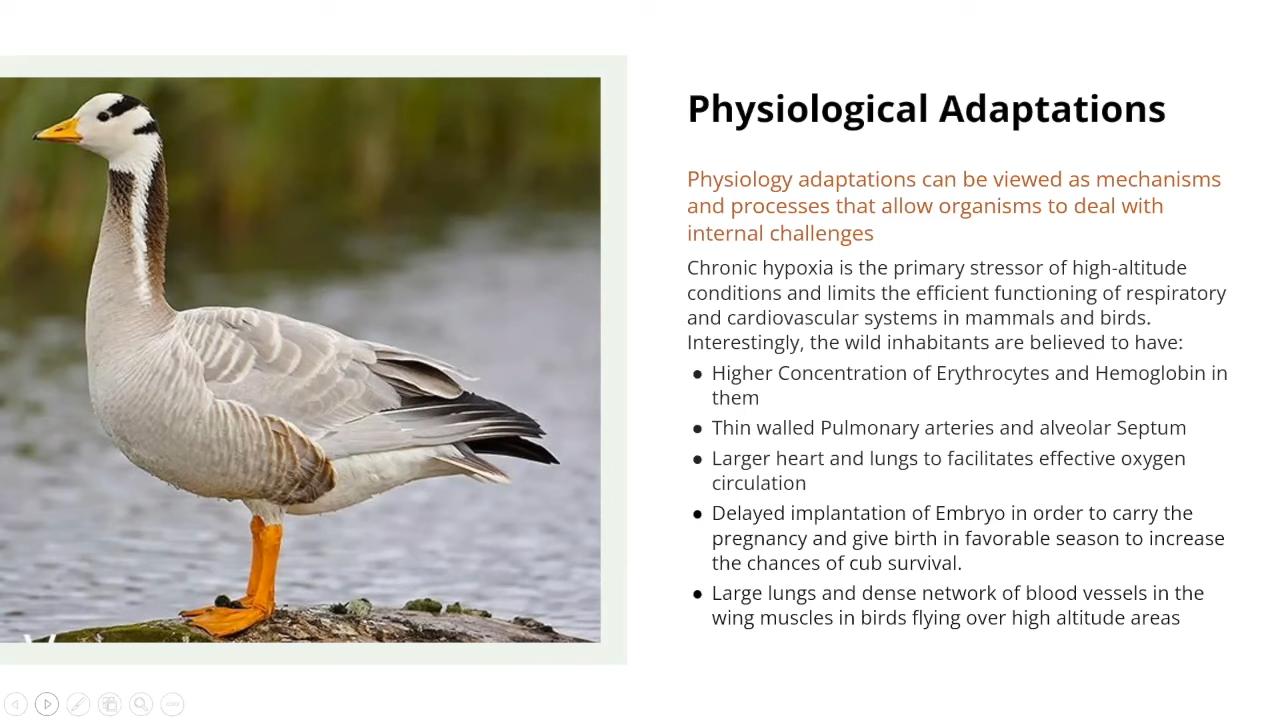 Physiological Adaptations
Physiology adaptations can be viewed as mechanisms
and processes that allow organisms to deal with
internal challenges
Chronic hypoxia is the primary stressor of high-altitude
conditions and limits the efficient functioning of respiratory
and cardiovascular systems in mammals and birds.
Interestingly, the wild inhabitants are believed to have:
● Higher Concentration of Erythrocytes and Hemoglobin in
them
● Thin walled Pulmonary arteries and alveolar Septum
● Larger heart and lungs to facilitates effective oxygen
circulation
● Delayed implantation of Embryo in order to carry the
pregnancy and give birth in favorable season to increase
the chances of cub survival.
● Large lungs and dense network of blood vessels in the
wing muscles in birds flying over high altitude areas